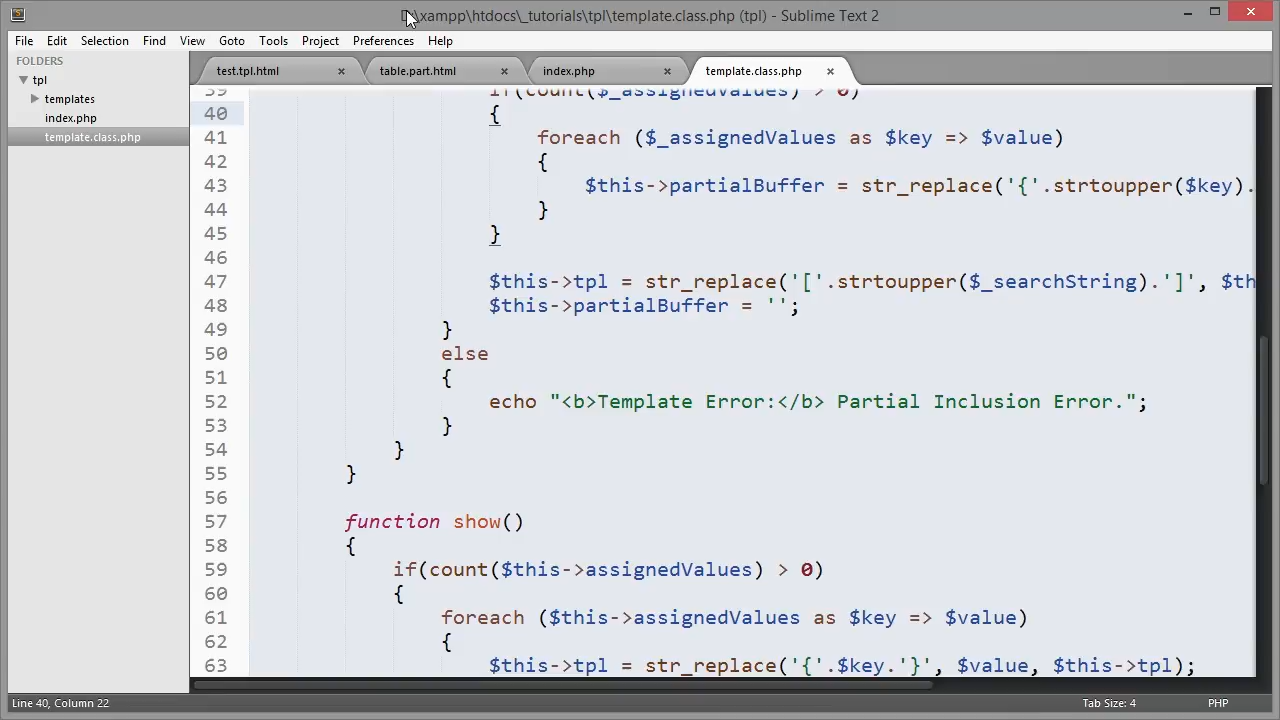 \xampp\htdocs\_tutorials\tpl\template.class.php (tpl) - Sublime Text 2
File Edit Selection Find View Goto Tools Project Preferences Help
FOLDERS
tpl
templates
index.php
template.class.php
test.tpl.html × table.part.html × index.php × template.class.php ×
39 if(count($_assignedValues) > 0)
40 {
41 foreach ($_assignedValues as $key => $value)
42 {
43 $this->partialBuffer = str_replace('{'.strtoupper($key).
44 }
45 }
46
47 $this->tpl = str_replace('['.strtoupper($_searchString).']', $th
48 $this->partialBuffer = '';
49 }
50 else
51 {
52 echo "<b>Template Error:</b> Partial Inclusion Error.";
53 }
54 }
55 }
56
57 function show()
58 {
59 if(count($this->assignedValues) > 0)
60 {
61 foreach ($this->assignedValues as $key => $value)
62 {
63 $this->tpl = str_replace('{'.$key.'}', $value, $this->tpl);
Line 40, Column 22 Tab Size: 4 PHP